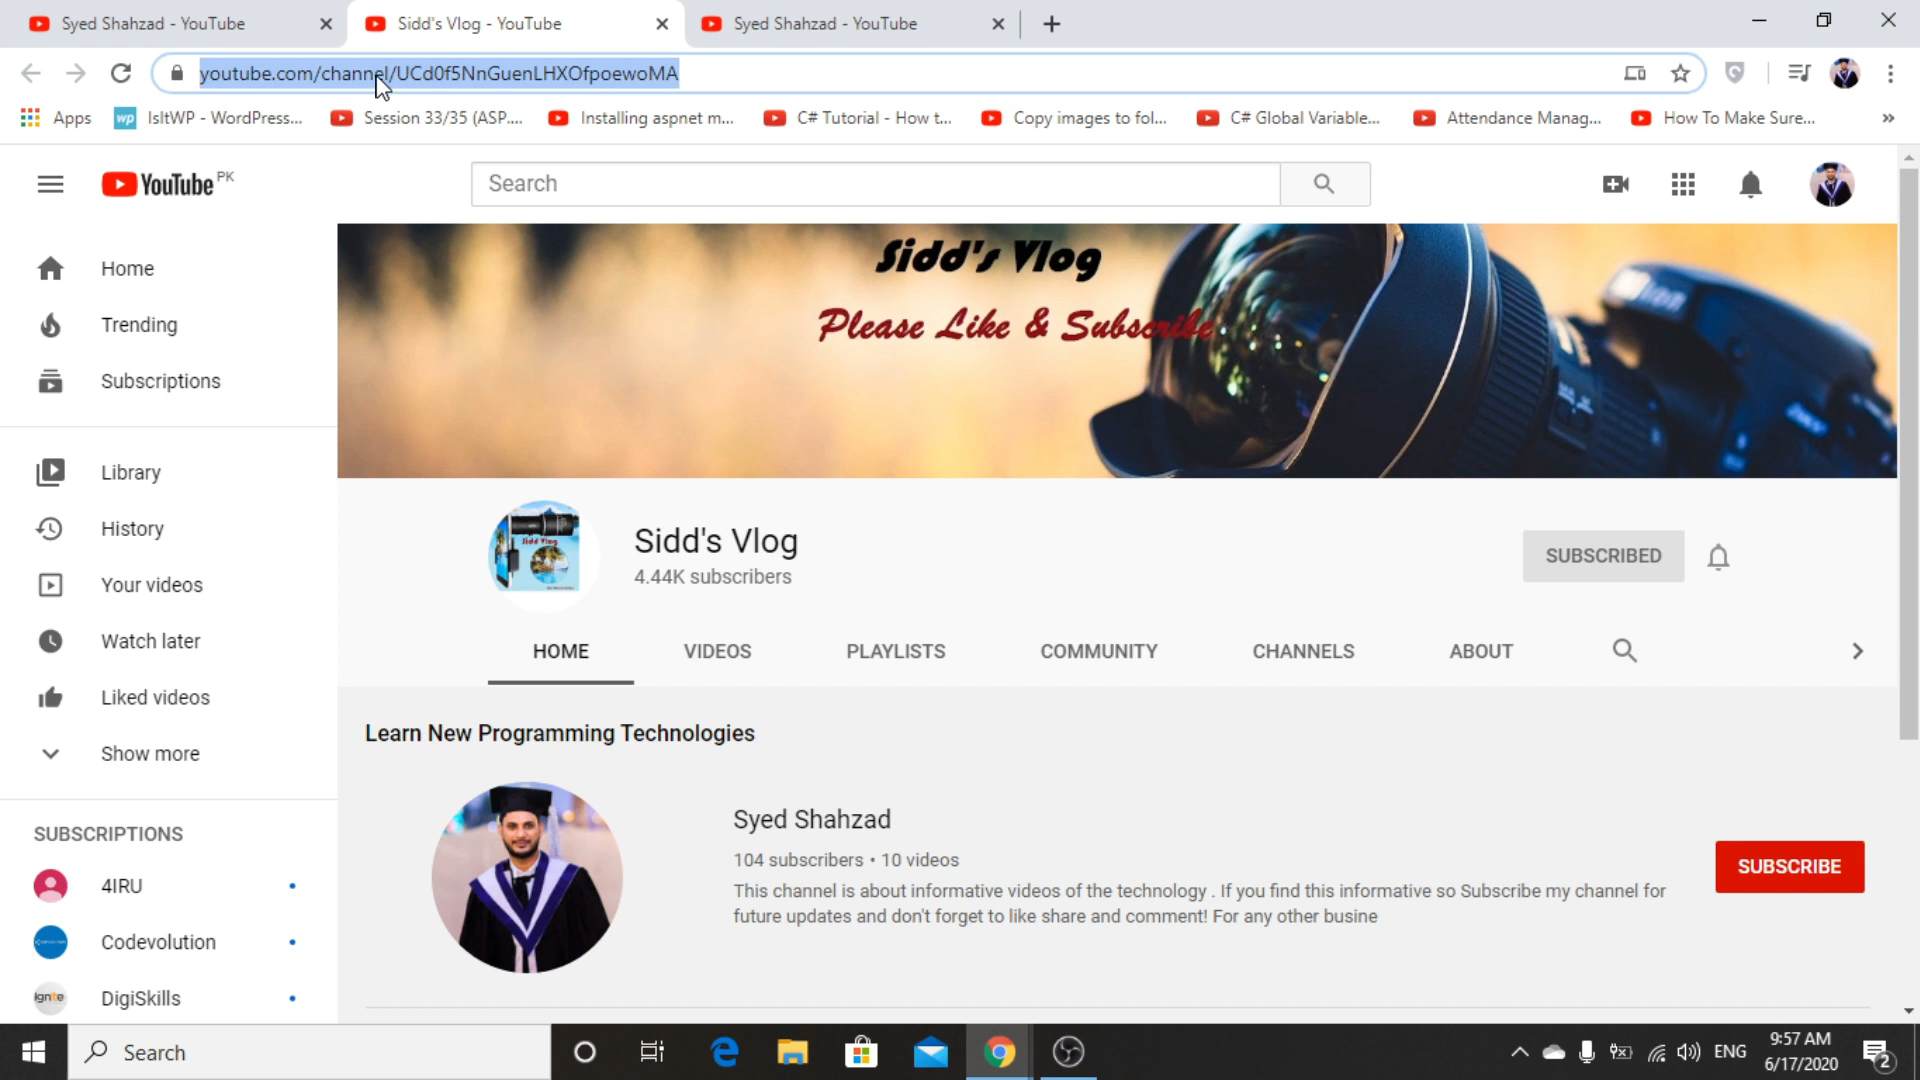 Syed Shahzad - YouTube
Sidd's Vlog - YouTube
Syed Shahzad - YouTube
youtube.com/channel/UCd0f5NnGuenLHXOfpoewoMA
Apps
wp
IsItWP - WordPress...
Session 33/35 (ASP....
Installing aspnet m...
C# Tutorial - How t...
Copy images to fol...
C# Global Variable...
Attendance Manag...
How To Make Sure...
YouTube PK
Search
Home
Trending
Subscriptions
Library
History
Your videos
Watch later
Liked videos
Show more
SUBSCRIPTIONS
4IRU
Codevolution
Ignite
DigiSkills
Sidd's Vlog
Please Like & Subscribe
Sidd Vlog
Sidd's Vlog
4.44K subscribers
SUBSCRIBED
HOME
VIDEOS
PLAYLISTS
COMMUNITY
CHANNELS
ABOUT
Learn New Programming Technologies
Syed Shahzad
104 subscribers • 10 videos
This channel is about informative videos of the technology . If you find this informative so Subscribe my channel for
future updates and don't forget to like share and comment! For any other busine
SUBSCRIBE
Search
ENG
9:57 AM
6/17/2020
2